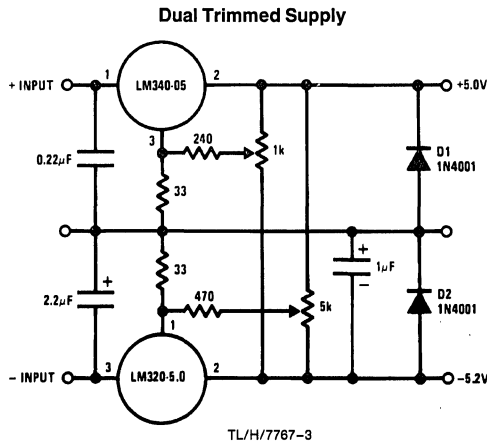 Dual Trimmed Supply
1
LM340-05
2
+ INPUT
+5.0V
3
240
1k
D1
1N4001
0.22µF
33
33
+
1µF
−
+
2.2µF
470
5k
D2
1N4001
1
3
LM320-5.0
2
− INPUT
−5.2V
TL/H/7767–3